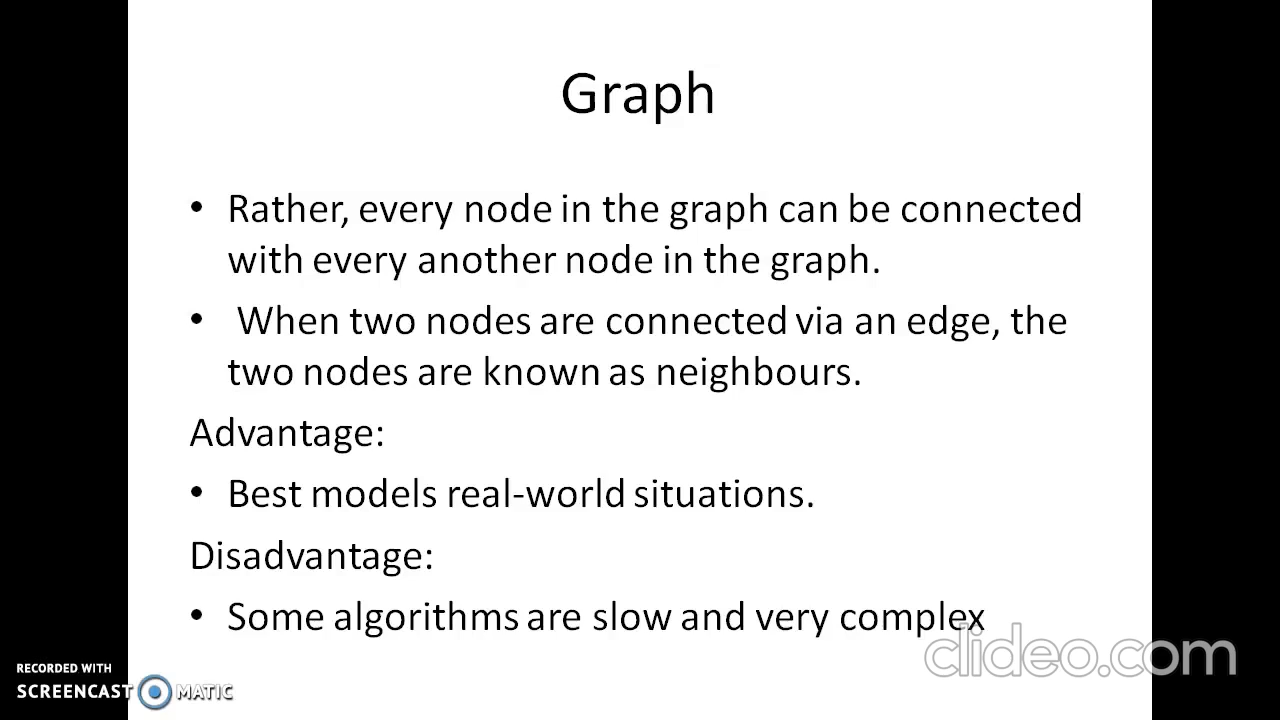 Graph
• Rather, every node in the graph can be connected
with every another node in the graph.
• When two nodes are connected via an edge, the
two nodes are known as neighbours.
Advantage:
• Best models real-world situations.
Disadvantage:
• Some algorithms are slow and very complex
clideo.com
RECORDED WITH
SCREENCAST MATIC